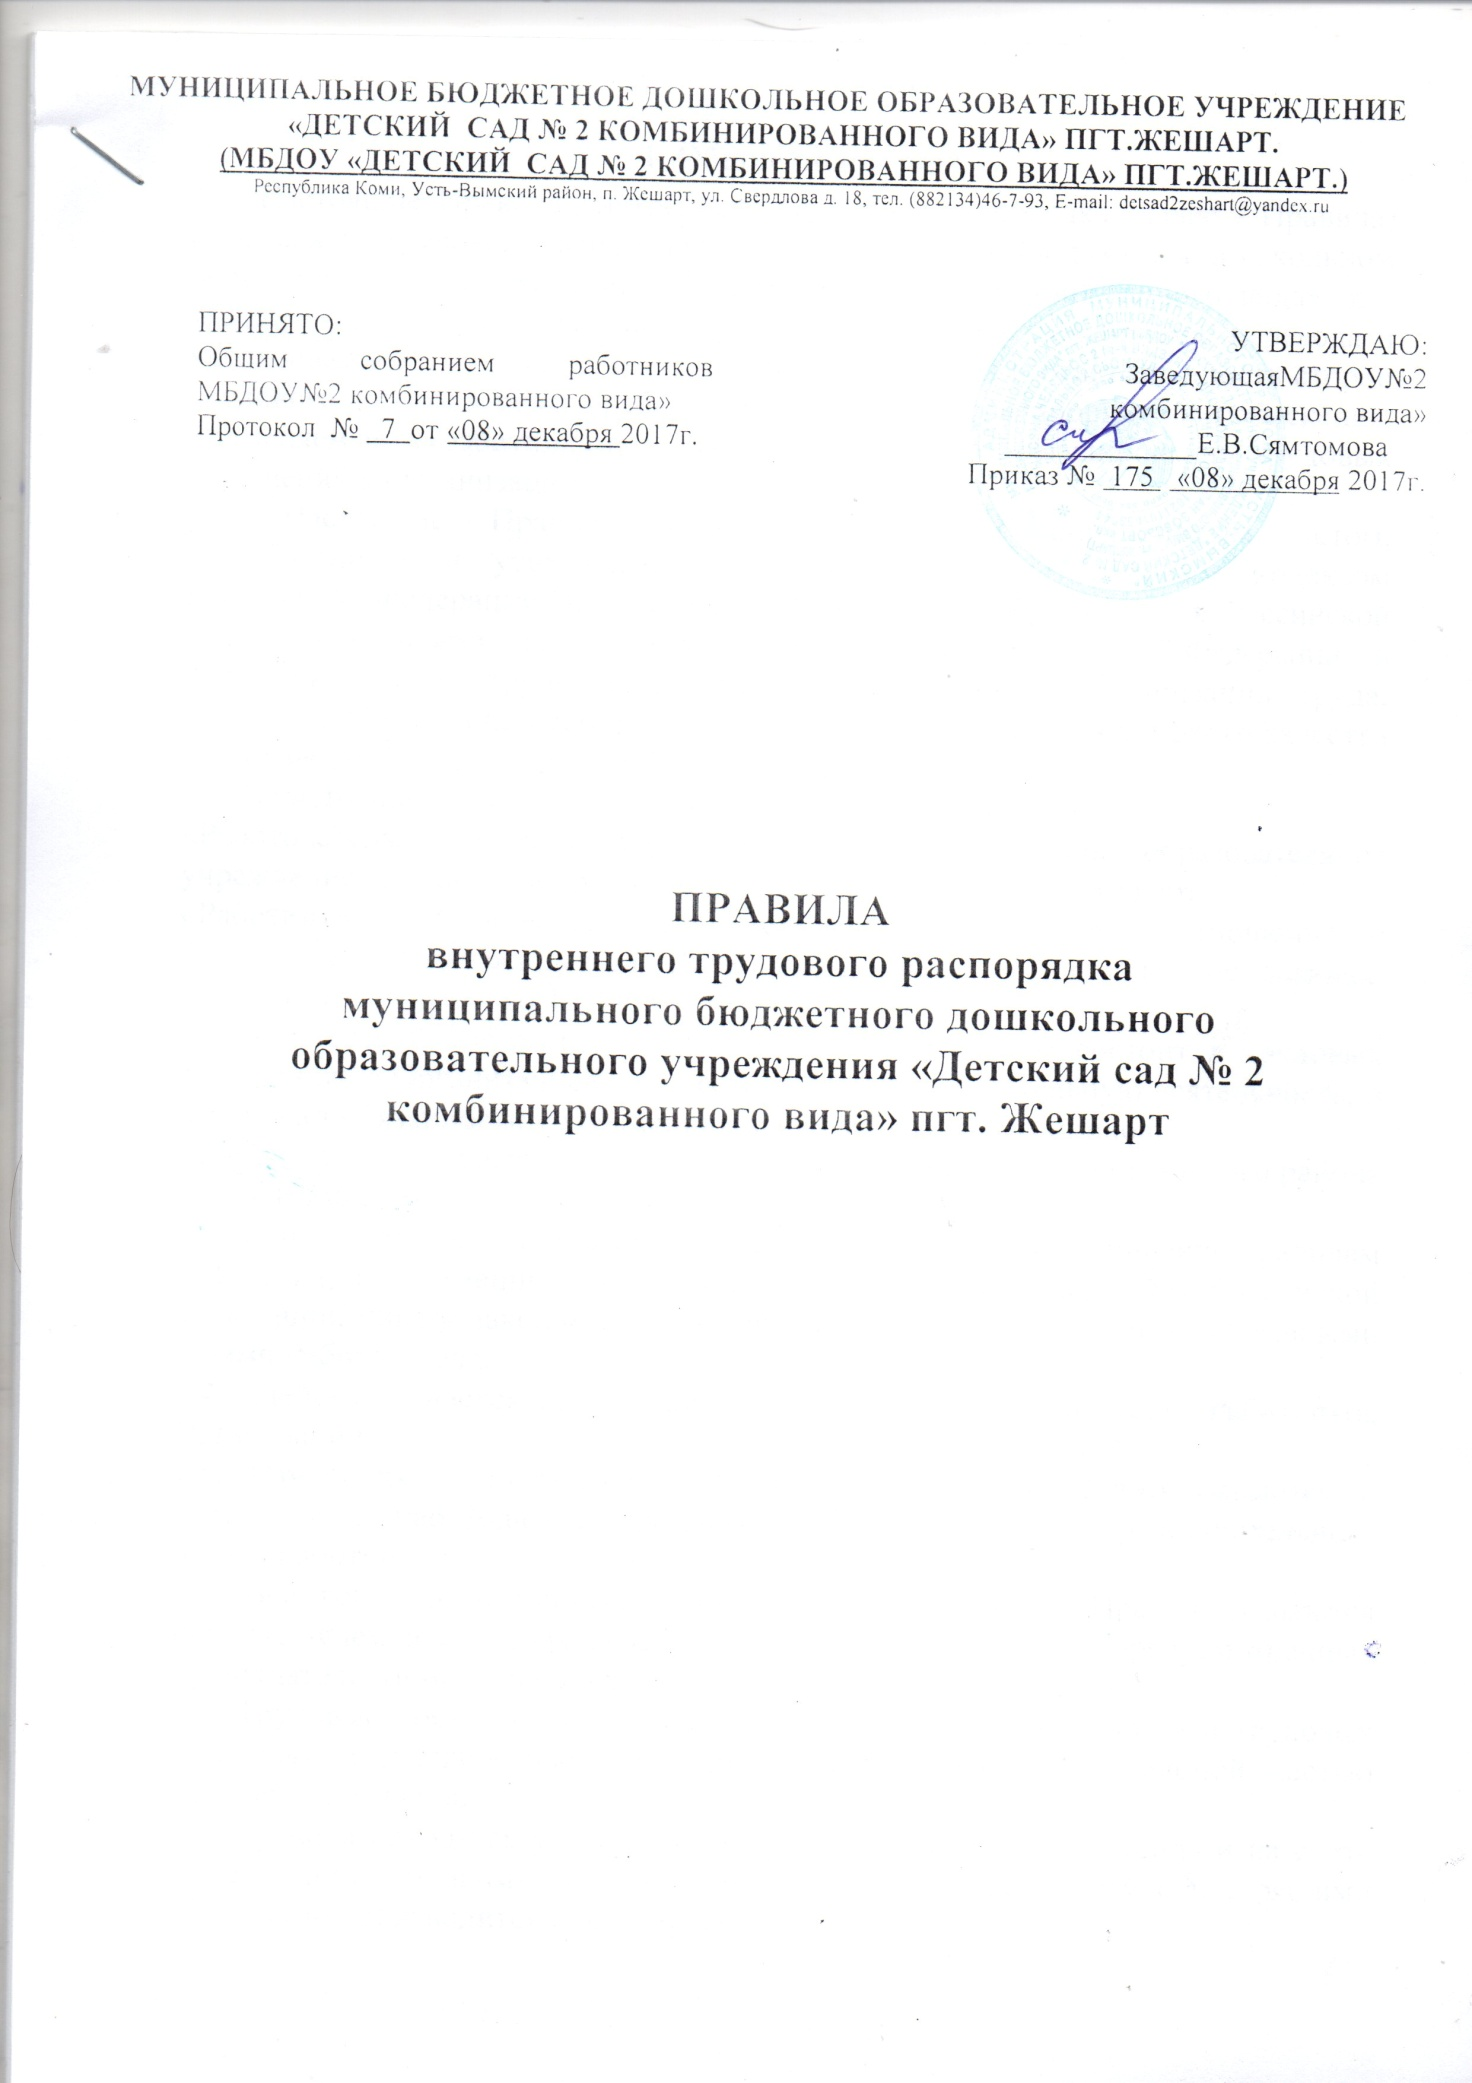 МУНИЦИПАЛЬНОЕ БЮДЖЕТНОЕ ДОШКОЛЬНОЕ ОБРАЗОВАТЕЛЬНОЕ УЧРЕЖДЕНИЕ
«ДЕТСКИЙ САД № 2 КОМБИНИРОВАННОГО ВИДА» ПГТ.ЖЕШАРТ.
(МБДОУ «ДЕТСКИЙ САД № 2 КОМБИНИРОВАННОГО ВИДА» ПГТ.ЖЕШАРТ.)
Республика Коми, Усть-Вымский район, п. Жешарт, ул. Свердлова д. 18, тел. (882134)46-7-93, E-mail: detsad2zeshart@yandex.ru
ПРИНЯТО:
Общим собранием работников
МБДОУ№2 комбинированного вида»
Протокол № 7 от «08» декабря 2017г.
УТВЕРЖДАЮ:
ЗаведующаяМБДОУ№2
комбинированного вида»
Е.В.Сямтомова
Приказ № 175 «08» декабря 2017г.
ПРАВИЛА
внутреннего трудового распорядка
муниципального бюджетного дошкольного
образовательного учреждения «Детский сад № 2
комбинированного вида» пгт. Жешарт